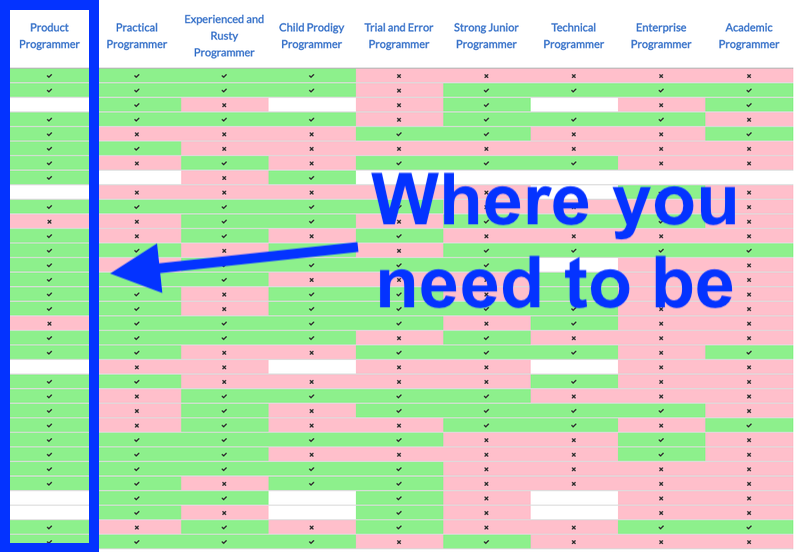 Product Programmer
Practical Programmer
Experienced and Rusty Programmer
Child Prodigy Programmer
Trial and Error Programmer
Strong Junior Programmer
Technical Programmer
Enterprise Programmer
Academic Programmer
Where you
need to be